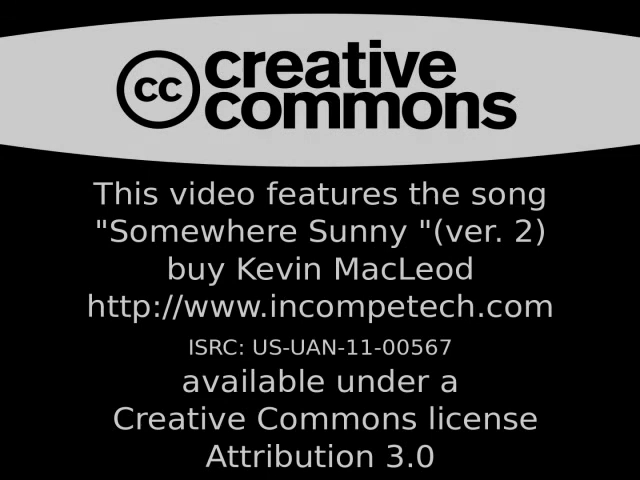 cc creative
commons
This video features the song
"Somewhere Sunny "(ver. 2)
buy Kevin MacLeod
http://www.incompetech.com
ISRC: US-UAN-11-00567
available under a
Creative Commons license
Attribution 3.0